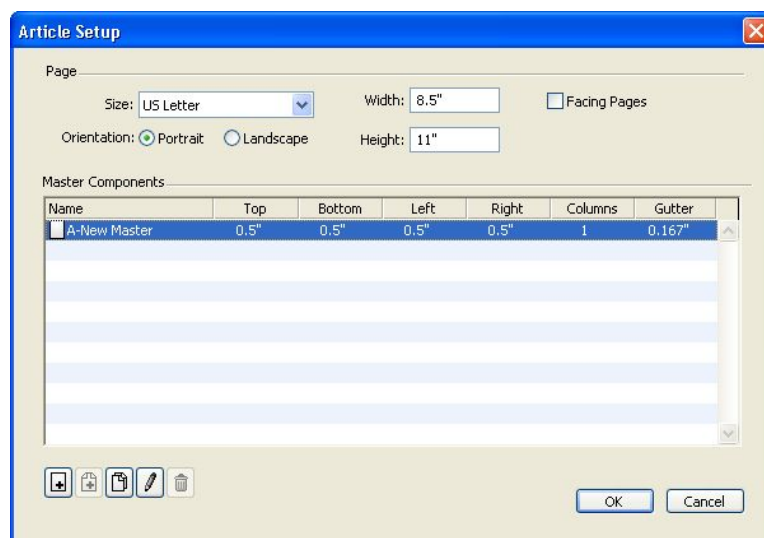 Article Setup
Page
Size: US Letter Width: 8.5" Facing Pages
Orientation: Portrait Landscape Height: 11"
Master Components
Name Top Bottom Left Right Columns Gutter
A-New Master 0.5" 0.5" 0.5" 0.5" 1 0.167"
OK Cancel